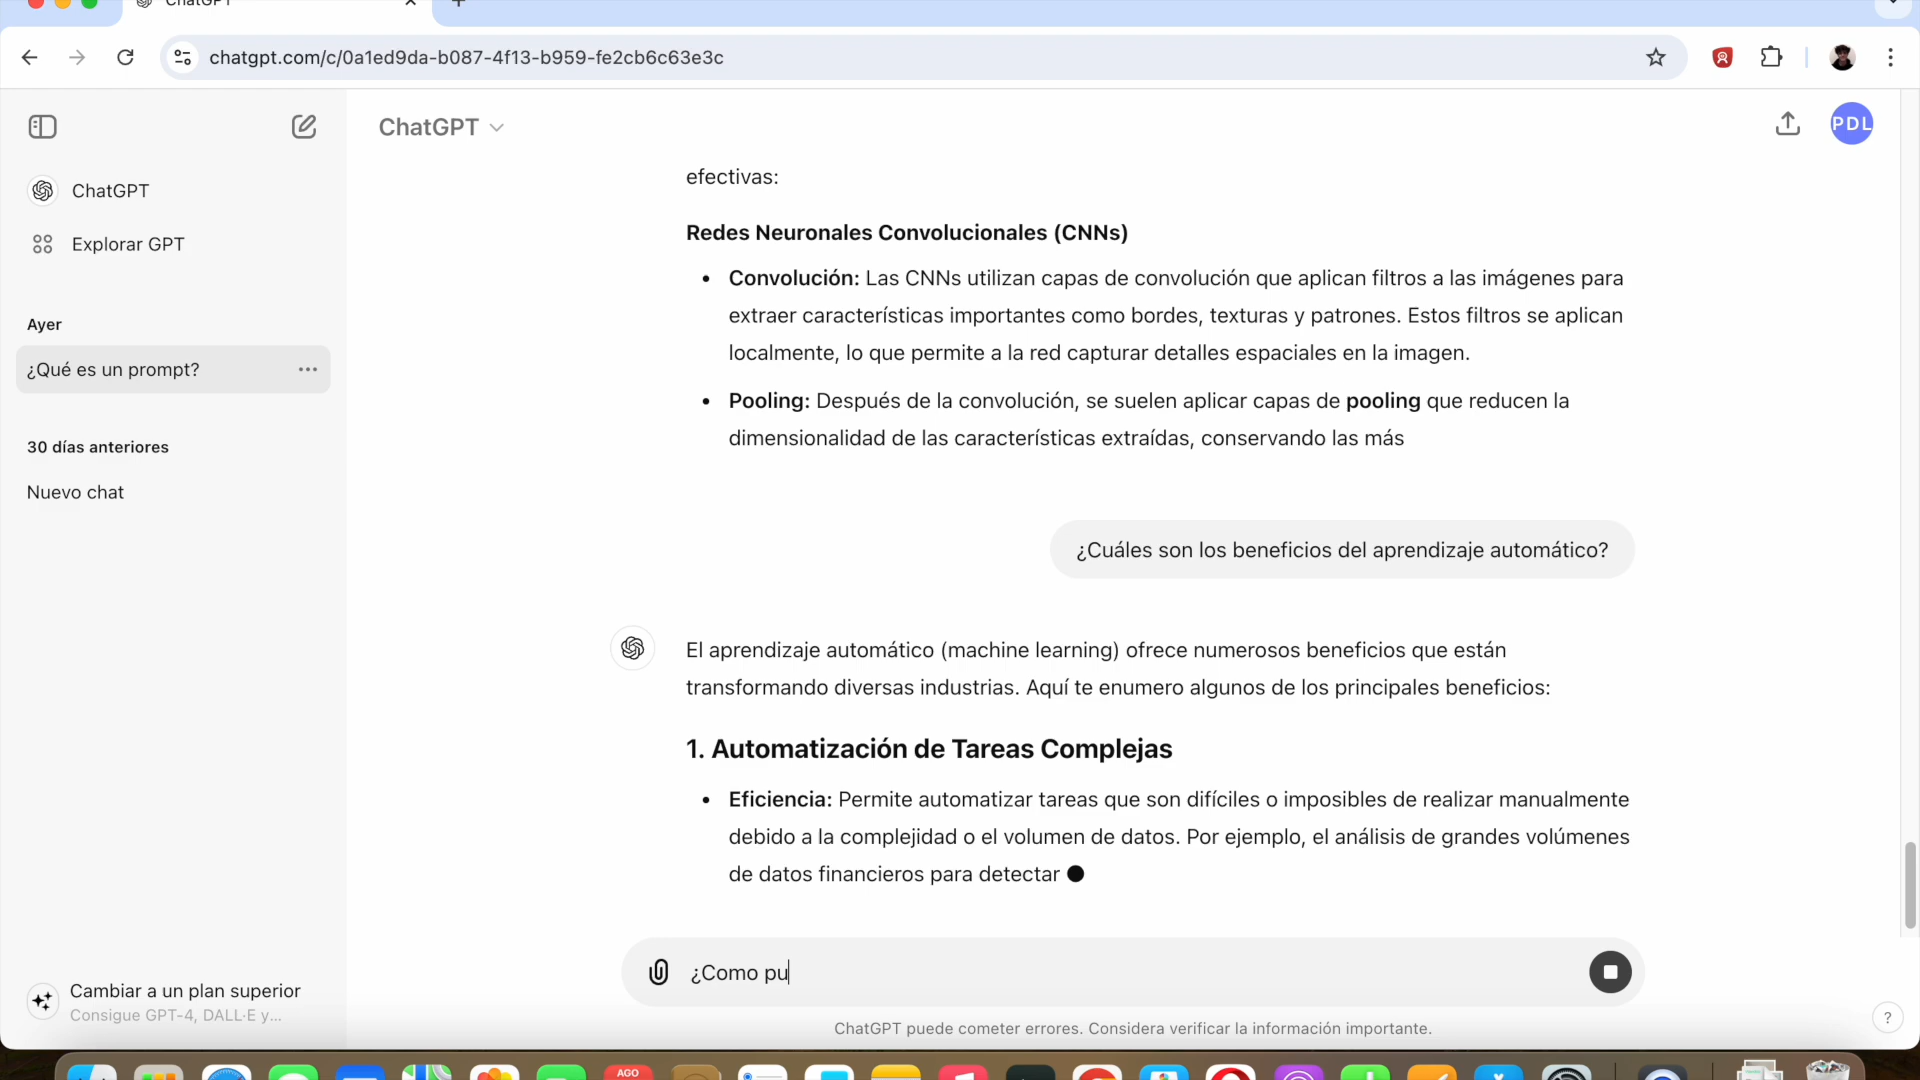 ChatGPT
chatgpt.com/c/0a1ed9da-b087-4f13-b959-fe2cb6c63e3c
ChatGPT
PDL
ChatGPT
Explorar GPT
Ayer
¿Qué es un prompt?
30 días anteriores
Nuevo chat
efectivas:
Redes Neuronales Convolucionales (CNNs)
• Convolución: Las CNNs utilizan capas de convolución que aplican filtros a las imágenes para
extraer características importantes como bordes, texturas y patrones. Estos filtros se aplican
localmente, lo que permite a la red capturar detalles espaciales en la imagen.
• Pooling: Después de la convolución, se suelen aplicar capas de pooling que reducen la
dimensionalidad de las características extraídas, conservando las más
¿Cuáles son los beneficios del aprendizaje automático?
El aprendizaje automático (machine learning) ofrece numerosos beneficios que están
transformando diversas industrias. Aquí te enumero algunos de los principales beneficios:
1. Automatización de Tareas Complejas
• Eficiencia: Permite automatizar tareas que son difíciles o imposibles de realizar manualmente
debido a la complejidad o el volumen de datos. Por ejemplo, el análisis de grandes volúmenes
de datos financieros para detectar
¿Como pu
Cambiar a un plan superior
Consigue GPT-4, DALL·E y...
ChatGPT puede cometer errores. Considera verificar la información importante.
?
AGO